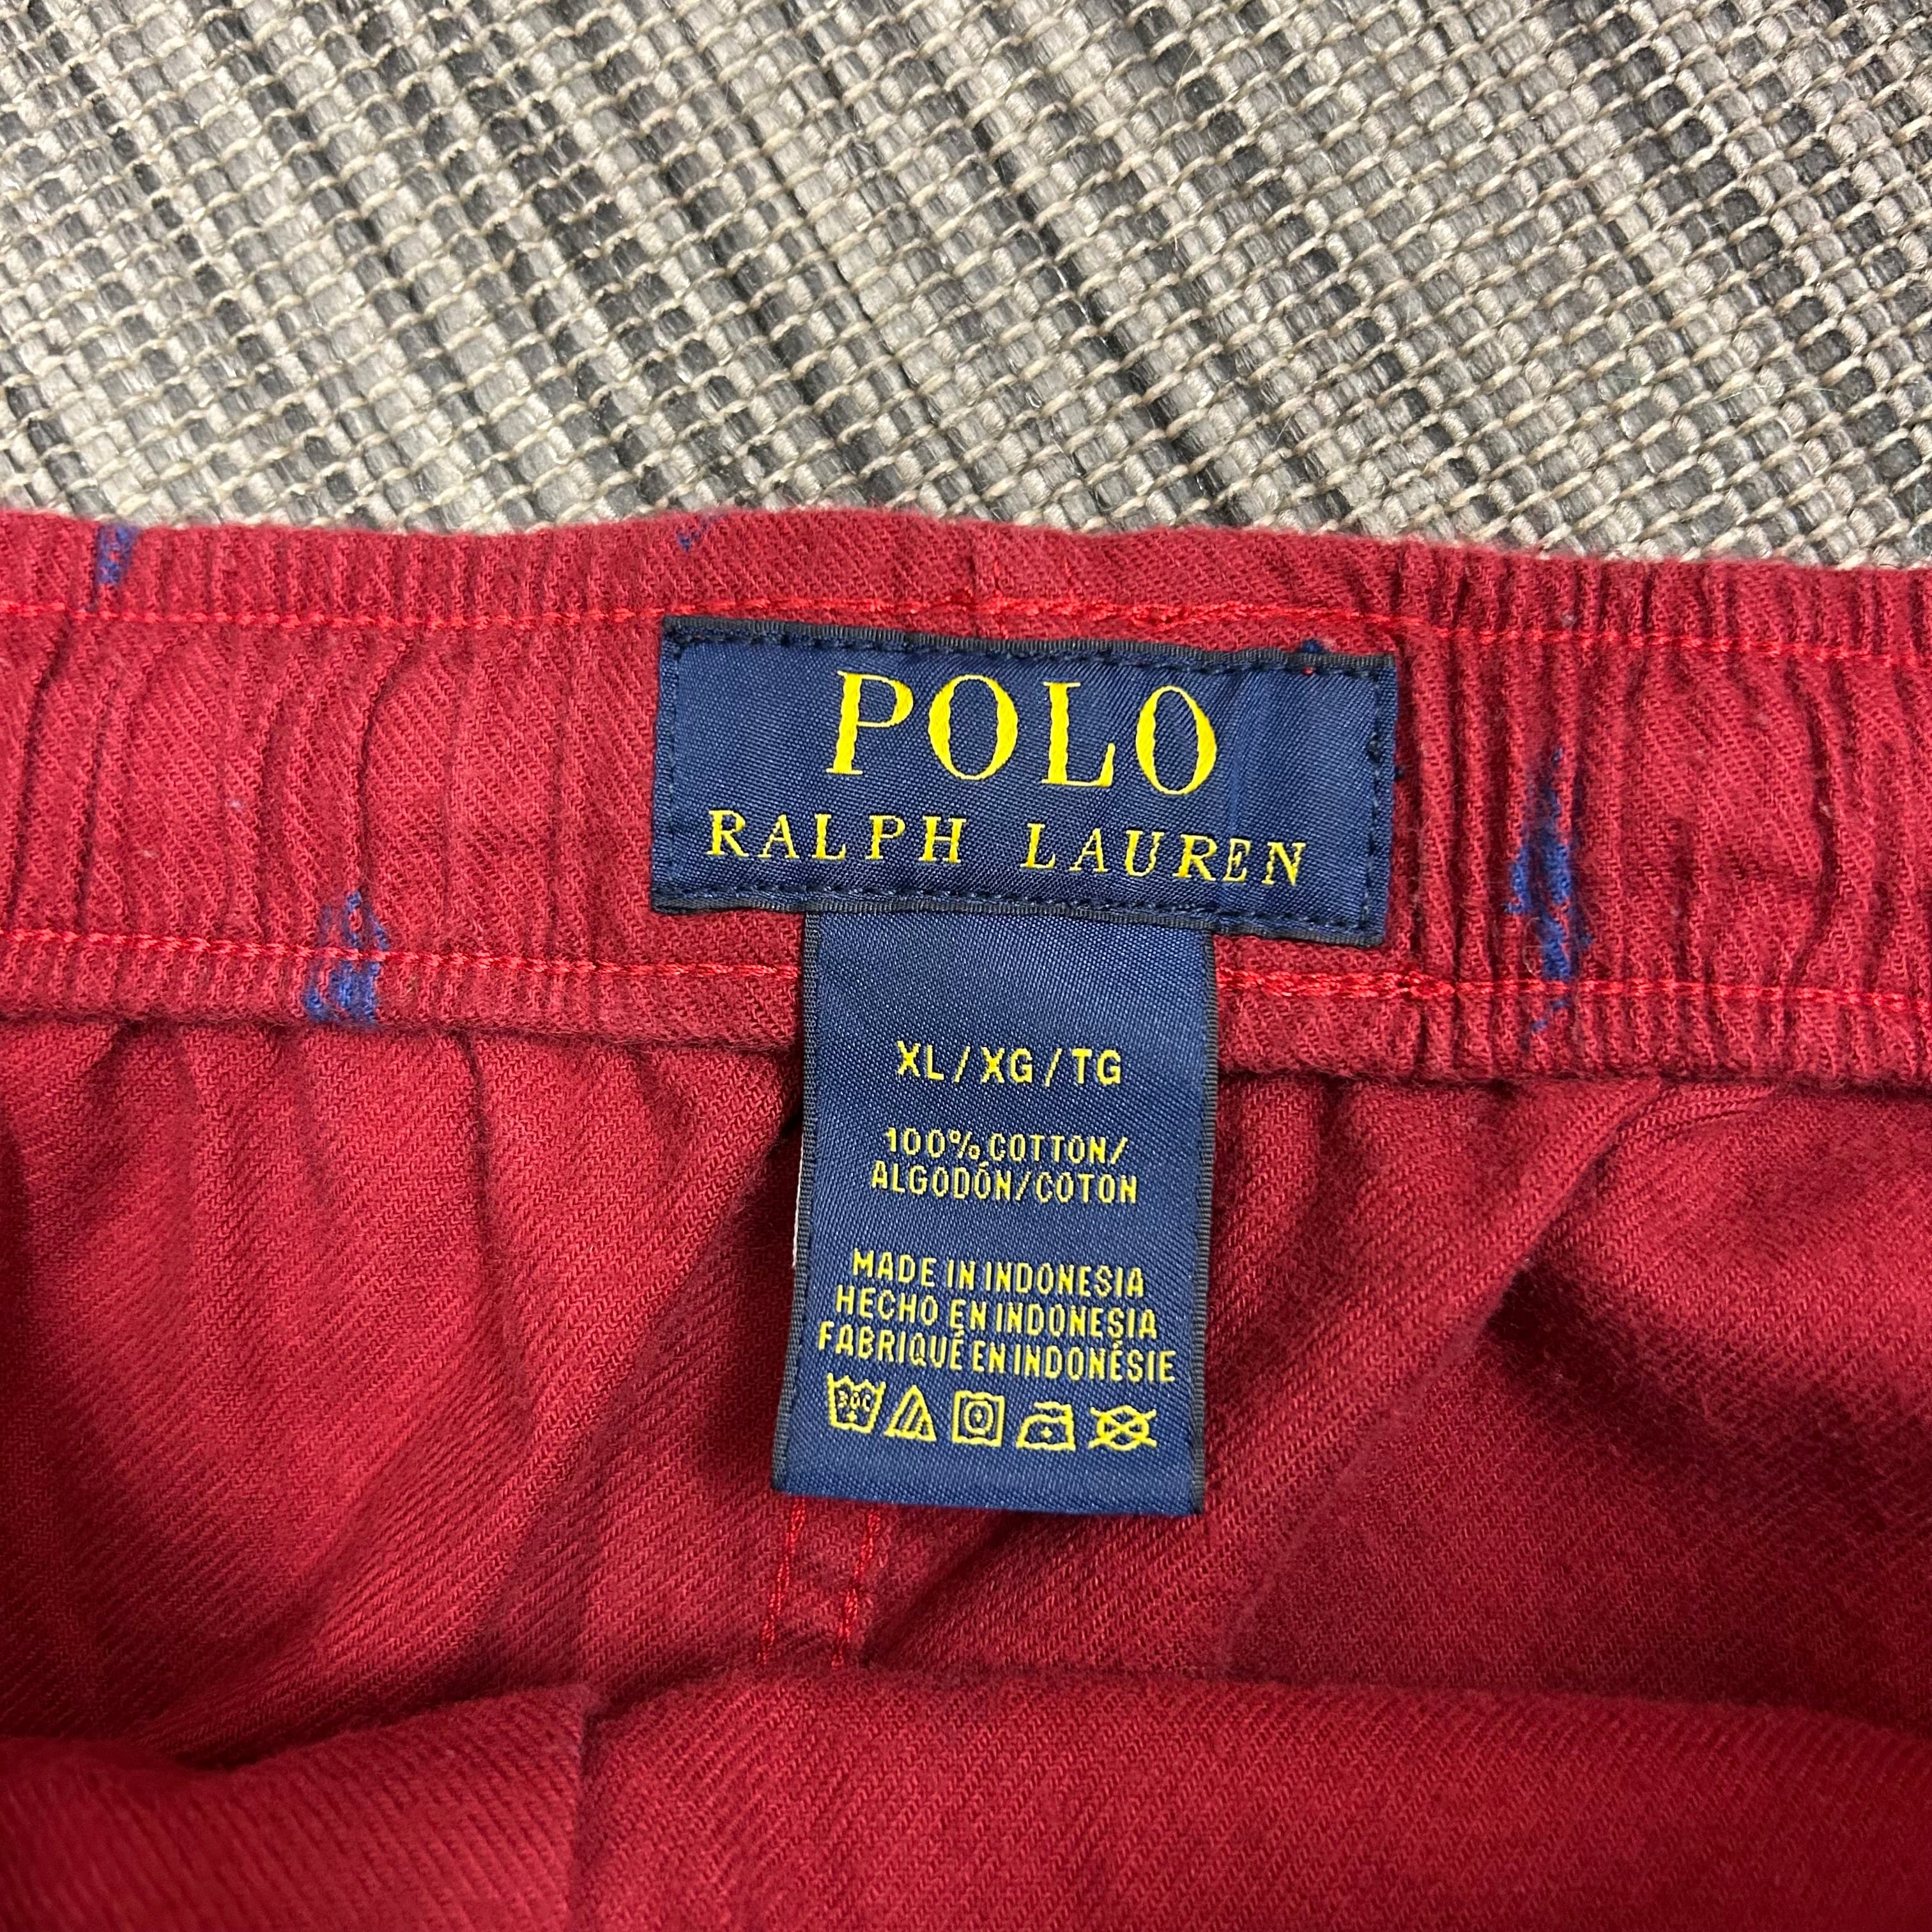 POLO
RALPH LAUREN
XL/XG/TG
100% COTTON/
ALGODÓN/COTON
MADE IN INDONESIA
HECHO EN INDONESIA
FABRIQUÉ EN INDONÉSIE